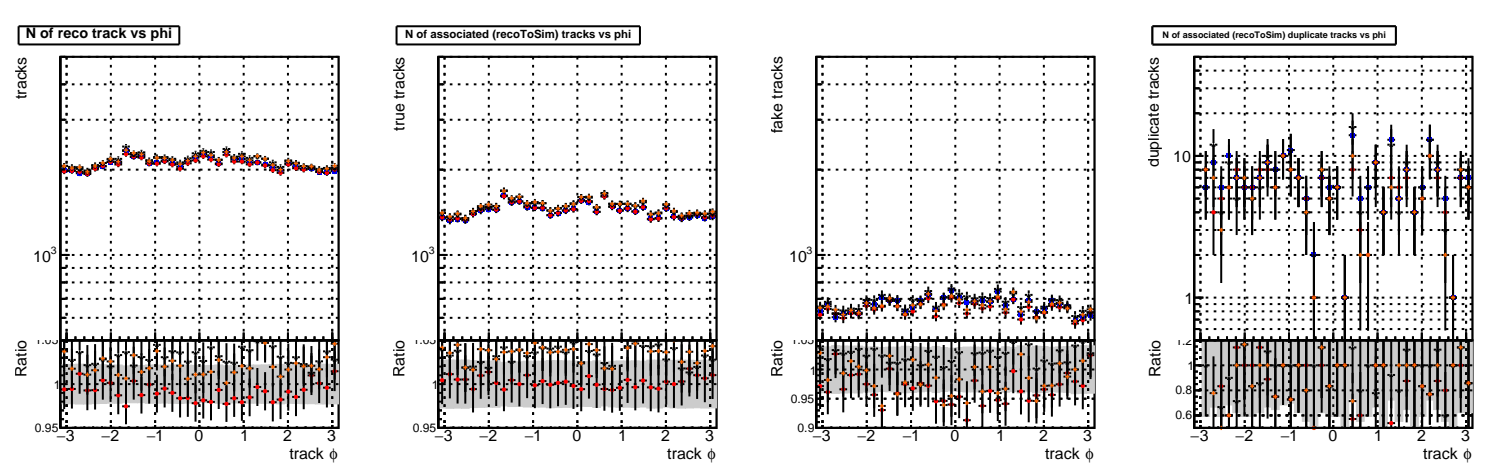 N of reco track vs phi
tracks
10³
Ratio
1
0.95
−3 −2 −1 0 1 2 3
track ϕ
N of associated (recoToSim) tracks vs phi
true tracks
10³
Ratio
1
0.95
−3 −2 −1 0 1 2 3
track ϕ
fake tracks
10³
Ratio
1
0.95
0.9
−3 −2 −1 0 1 2 3
track ϕ
N of associated (recoToSim) duplicate tracks vs phi
duplicate tracks
10
1
Ratio
1.2
1
0.8
0.6
−3 −2 −1 0 1 2 3
track ϕ